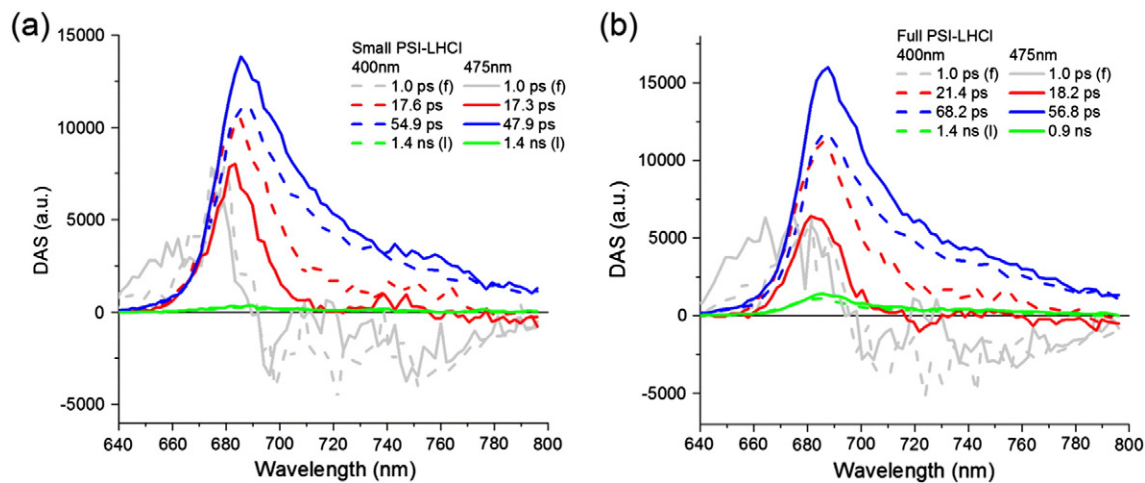 (a)
15000
10000
5000
0
-5000
DAS (a.u.)
Small PSI-LHCI
400nm 475nm
1.0 ps (f) 1.0 ps (f)
17.6 ps 17.3 ps
54.9 ps 47.9 ps
1.4 ns (l) 1.4 ns (l)
640 660 680 700 720 740 760 780 800
Wavelength (nm)
(b)
15000
10000
5000
0
-5000
DAS (a.u.)
Full PSI-LHCI
400nm 475nm
1.0 ps (f) 1.0 ps (f)
21.4 ps 18.2 ps
68.2 ps 56.8 ps
1.4 ns (l) 0.9 ns
640 660 680 700 720 740 760 780 800
Wavelength (nm)